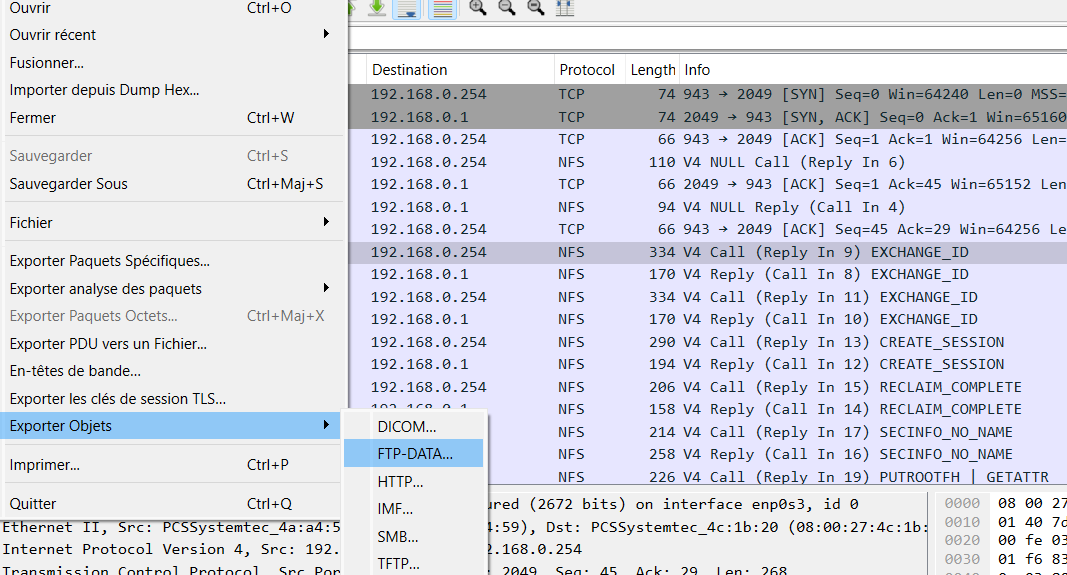 Ouvrir Ctrl+O
Ouvrir récent
Fusionner...
Importer depuis Dump Hex...
Fermer Ctrl+W
Sauvegarder Ctrl+S
Sauvegarder Sous Ctrl+Maj+S
Fichier
Exporter Paquets Spécifiques...
Exporter analyse des paquets
Exporter Paquets Octets... Ctrl+Maj+X
Exporter PDU vers un Fichier...
En-têtes de bande...
Exporter les clés de session TLS...
Exporter Objets
Imprimer... Ctrl+P
Quitter Ctrl+Q
DICOM...
FTP-DATA...
HTTP...
IMF...
SMB...
TFTP...
Destination Protocol Length Info
192.168.0.254 TCP 74 943 → 2049 [SYN] Seq=0 Win=64240 Len=0 MSS=
192.168.0.1 TCP 74 2049 → 943 [SYN, ACK] Seq=0 Ack=1 Win=65160
192.168.0.254 TCP 66 943 → 2049 [ACK] Seq=1 Ack=1 Win=64256 Len=
192.168.0.254 NFS 110 V4 NULL Call (Reply In 6)
192.168.0.1 TCP 66 2049 → 943 [ACK] Seq=1 Ack=45 Win=65152 Len
192.168.0.1 NFS 94 V4 NULL Reply (Call In 4)
192.168.0.254 TCP 66 943 → 2049 [ACK] Seq=45 Ack=29 Win=64256 Le
192.168.0.254 NFS 334 V4 Call (Reply In 9) EXCHANGE_ID
192.168.0.1 NFS 170 V4 Reply (Call In 8) EXCHANGE_ID
192.168.0.254 NFS 334 V4 Call (Reply In 11) EXCHANGE_ID
192.168.0.1 NFS 170 V4 Reply (Call In 10) EXCHANGE_ID
192.168.0.254 NFS 290 V4 Call (Reply In 13) CREATE_SESSION
192.168.0.1 NFS 194 V4 Reply (Call In 12) CREATE_SESSION
192.168.0.254 NFS 206 V4 Call (Reply In 15) RECLAIM_COMPLETE
192.168.0.1 NFS 158 V4 Reply (Call In 14) RECLAIM_COMPLETE
NFS 214 V4 Call (Reply In 17) SECINFO_NO_NAME
NFS 258 V4 Reply (Call In 16) SECINFO_NO_NAME
NFS 226 V4 Call (Reply In 19) PUTROOTFH | GETATTR
ured (2672 bits) on interface enp0s3, id 0
Ethernet II, Src: PCSSystemtec_4a:a4:5 4:59), Dst: PCSSystemtec_4c:1b:20 (08:00:27:4c:1b:
Internet Protocol Version 4, Src: 192. 2.168.0.254
Transmission Control Protocol, Src Por 2049, Seq: 45, Ack: 29, Len: 268
0000 08 00 27
0010 01 40 7d
0020 00 fe 03
0030 01 f6 83
0040